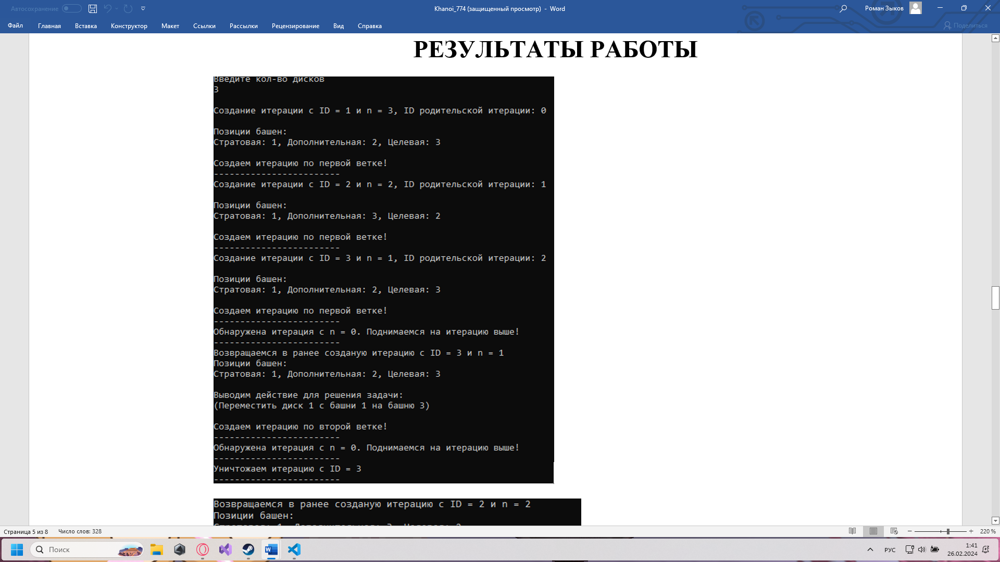 Автосохранение
Khanoi_774 (защищенный просмотр) - Word
Роман Зыков
Файл Главная Вставка Конструктор Макет Ссылки Рассылки Рецензирование Вид Справка
Поделиться
РЕЗУЛЬТАТЫ РАБОТЫ
Введите кол-во дисков
3
Создание итерации с ID = 1 и n = 3, ID родительской итерации: 0
Позиции башен:
Стратовая: 1, Дополнительная: 2, Целевая: 3
Создаем итерацию по первой ветке!
------------------------
Создание итерации с ID = 2 и n = 2, ID родительской итерации: 1
Позиции башен:
Стратовая: 1, Дополнительная: 3, Целевая: 2
Создаем итерацию по первой ветке!
------------------------
Создание итерации с ID = 3 и n = 1, ID родительской итерации: 2
Позиции башен:
Стратовая: 1, Дополнительная: 2, Целевая: 3
Создаем итерацию по первой ветке!
------------------------
Обнаружена итерация с n = 0. Поднимаемся на итерацию выше!
------------------------
Возвращаемся в ранее созданую итерацию с ID = 3 и n = 1
Позиции башен:
Стратовая: 1, Дополнительная: 2, Целевая: 3
Выводим действие для решения задачи:
(Переместить диск 1 с башни 1 на башню 3)
Создаем итерацию по второй ветке!
------------------------
Обнаружена итерация с n = 0. Поднимаемся на итерацию выше!
------------------------
Уничтожаем итерацию с ID = 3
------------------------
Возвращаемся в ранее созданую итерацию с ID = 2 и n = 2
Позиции башен:
Стратовая: 1, Дополнительная: 3, Целевая: 2
Страница 5 из 8 Число слов: 328
220 %
Поиск
РУС
1:41
26.02.2024